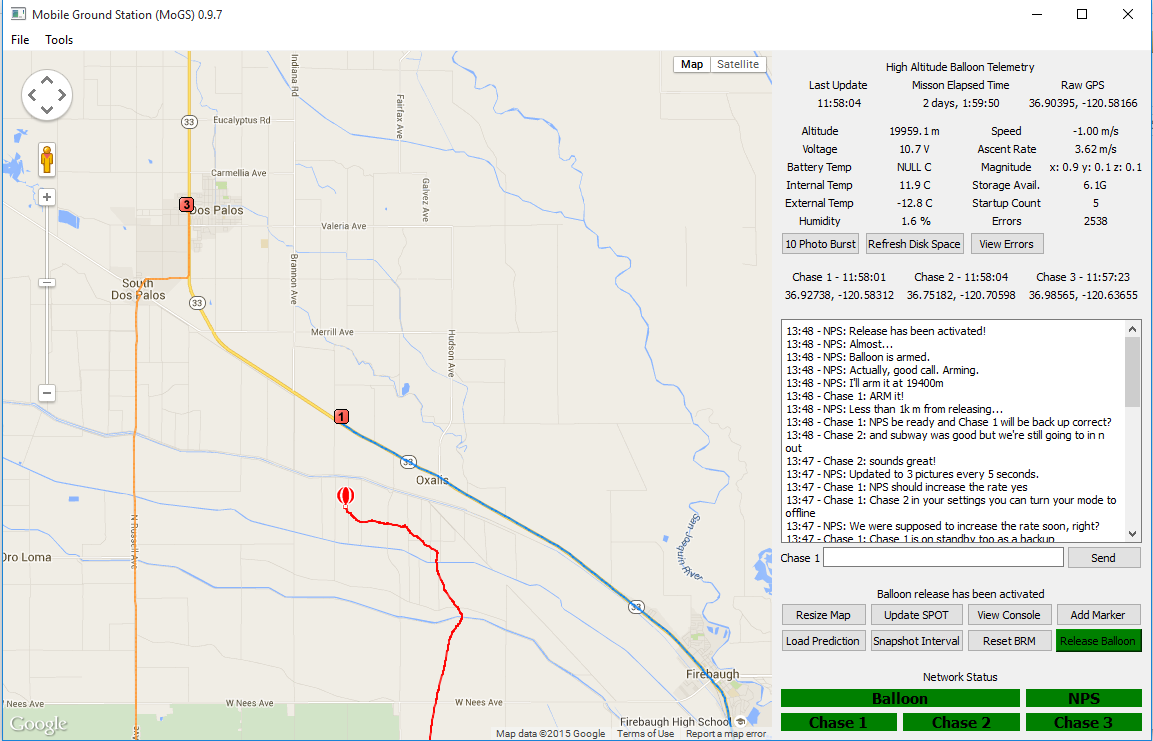 Mobile Ground Station (MoGS) 0.9.7
File Tools
Map Satellite
Indiana Rd
Fairfax Ave
33
Eucalyptus Rd
Carmellia Ave
3
Dos Palos
Galvez Ave
Valeria Ave
Brannon Ave
South
Dos Palos
33
Merrill Ave
Hudson Ave
1
33
Oxalis
N Russell Ave
San Joaquin River
Oro Loma
33
Firebaugh
W Nees Ave
W Nees Ave
W Nees Ave
Firebaugh High School
Google
Map data ©2015 Google Terms of Use Report a map error
High Altitude Balloon Telemetry
Last Update Misson Elapsed Time Raw GPS
11:58:04 2 days, 1:59:50 36.90395, -120.58166
Altitude 19959.1 m Speed -1.00 m/s
Voltage 10.7 V Ascent Rate 3.62 m/s
Battery Temp NULL C Magnitude x: 0.9 y: 0.1 z: 0.1
Internal Temp 11.9 C Storage Avail. 6.1G
External Temp -12.8 C Startup Count 5
Humidity 1.6 % Errors 2538
10 Photo Burst Refresh Disk Space View Errors
Chase 1 - 11:58:01 Chase 2 - 11:58:04 Chase 3 - 11:57:23
36.92738, -120.58312 36.75182, -120.70598 36.98565, -120.63655
13:48 - NPS: Release has been activated!
13:48 - NPS: Almost...
13:48 - NPS: Balloon is armed.
13:48 - NPS: Actually, good call. Arming.
13:48 - NPS: I'll arm it at 19400m
13:48 - Chase 1: ARM it!
13:48 - NPS: Less than 1k m from releasing...
13:48 - Chase 1: NPS be ready and Chase 1 will be back up correct?
13:48 - Chase 2: and subway was good but we're still going to in n
out
13:47 - Chase 2: sounds great!
13:47 - NPS: Updated to 3 pictures every 5 seconds.
13:47 - Chase 1: NPS should increase the rate yes
13:47 - Chase 1: Chase 2 in your settings you can turn your mode to
offline
13:47 - NPS: We were supposed to increase the rate soon, right?
13:47 - Chase 1: Chase 1 is on standby too as a backup
Chase 1 Send
Balloon release has been activated
Resize Map Update SPOT View Console Add Marker
Load Prediction Snapshot Interval Reset BRM Release Balloon
Network Status
Balloon NPS
Chase 1 Chase 2 Chase 3